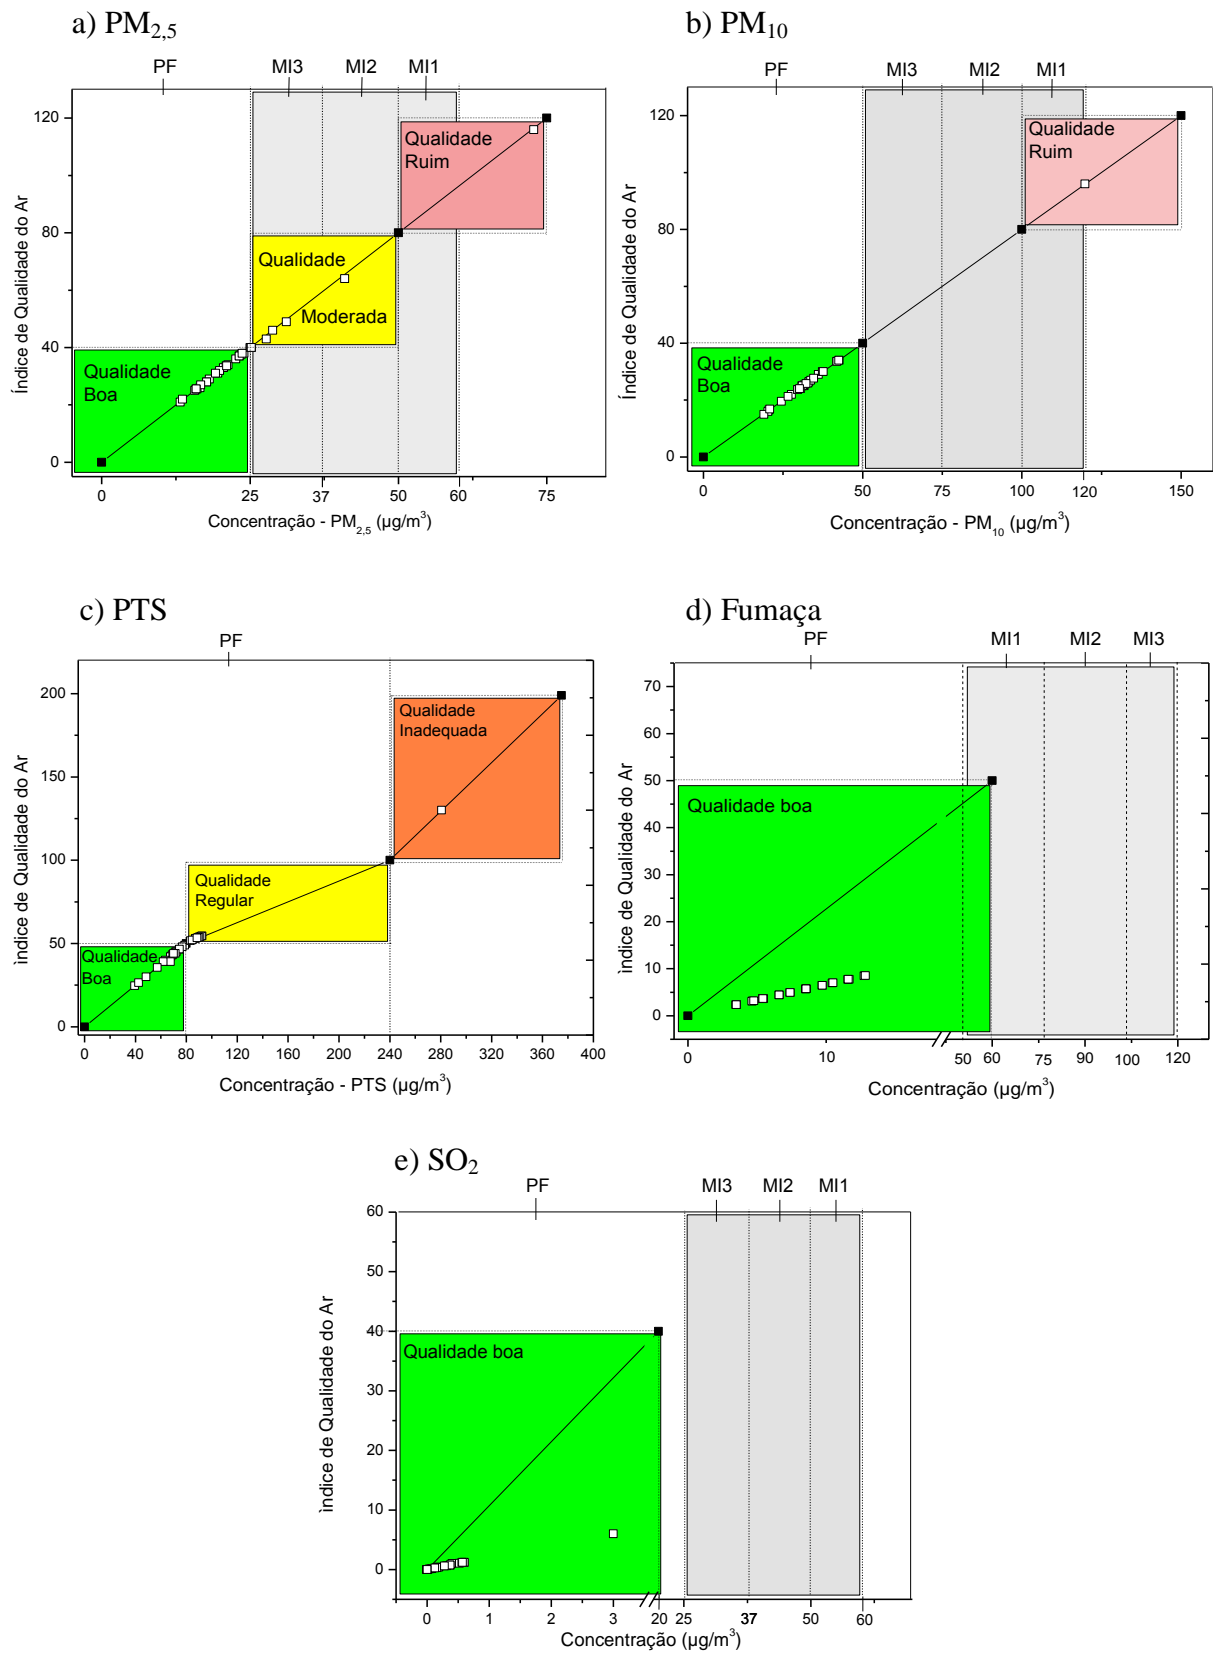 a) PM2,5
PF MI3 MI2 MI1
120
80
40
0
Índice de Qualidade do Ar
Qualidade
Ruim
Qualidade
Moderada
Qualidade
Boa
0 25 37 50 60 75
Concentração - PM2,5 (µg/m3)
b) PM10
PF MI3 MI2 MI1
120
80
40
0
Índice de Qualidade do Ar
Qualidade
Ruim
Qualidade
Boa
0 25 50 75 100 120 150
Concentração - PM10 (µg/m3)
c) PTS
PF
200
150
100
50
0
ìndice de Qualidade do Ar
Qualidade
Inadequada
Qualidade
Regular
Qualidade
Boa
0 40 80 120 160 200 240 280 320 360 400
Concentração - PTS (µg/m3)
d) Fumaça
PF MI1 MI2 MI3
70
60
50
40
30
20
10
0
ìndice de Qualidade do Ar
Qualidade boa
0 10 50 60 75 90 100 120 130
Concentração (µg/m3)
e) SO2
PF MI3 MI2 MI1
60
50
40
30
20
10
0
ìndice de Qualidade do Ar
Qualidade boa
0 1 2 3 20 25 37 50 60
Concentração (µg/m3)